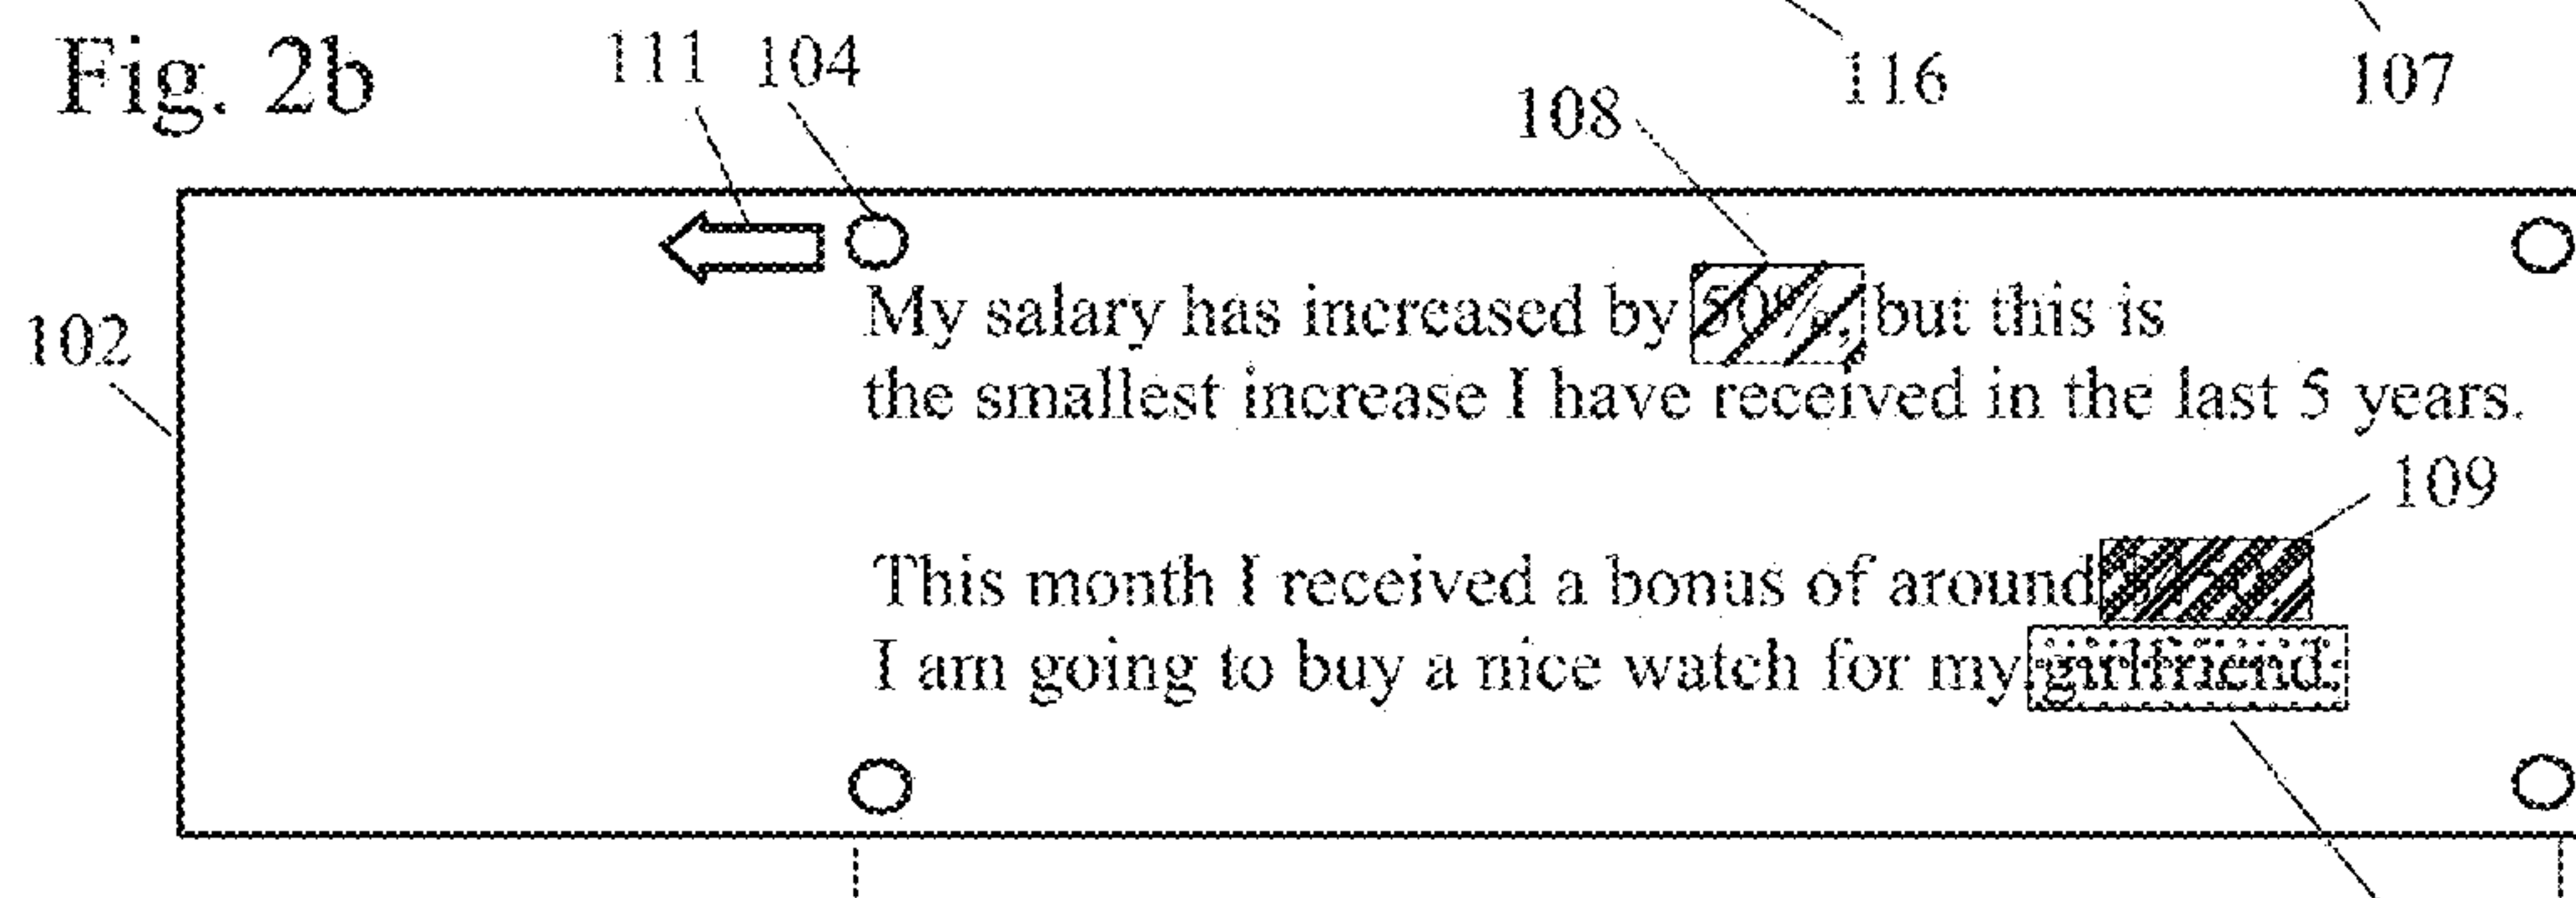 Fig. 2b
111 104
116
107
108
102
My salary has increased by 50%, but this is
the smallest increase I have received in the last 5 years.
109
This month I received a bonus of around
I am going to buy a nice watch for my girlfriend.